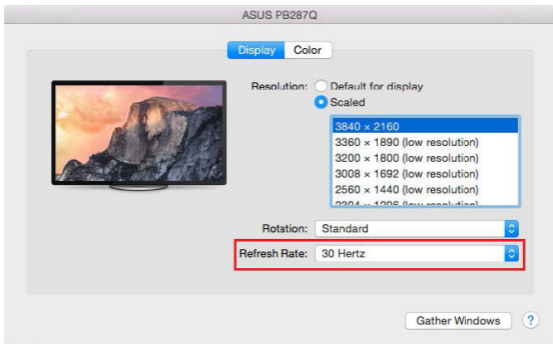 ASUS PB287Q
Display Color
Resolution: Default for display
Scaled
3840 × 2160
3360 × 1890 (low resolution)
3200 × 1800 (low resolution)
3008 × 1692 (low resolution)
2560 × 1440 (low resolution)
Rotation: Standard
Refresh Rate: 30 Hertz
Gather Windows ?